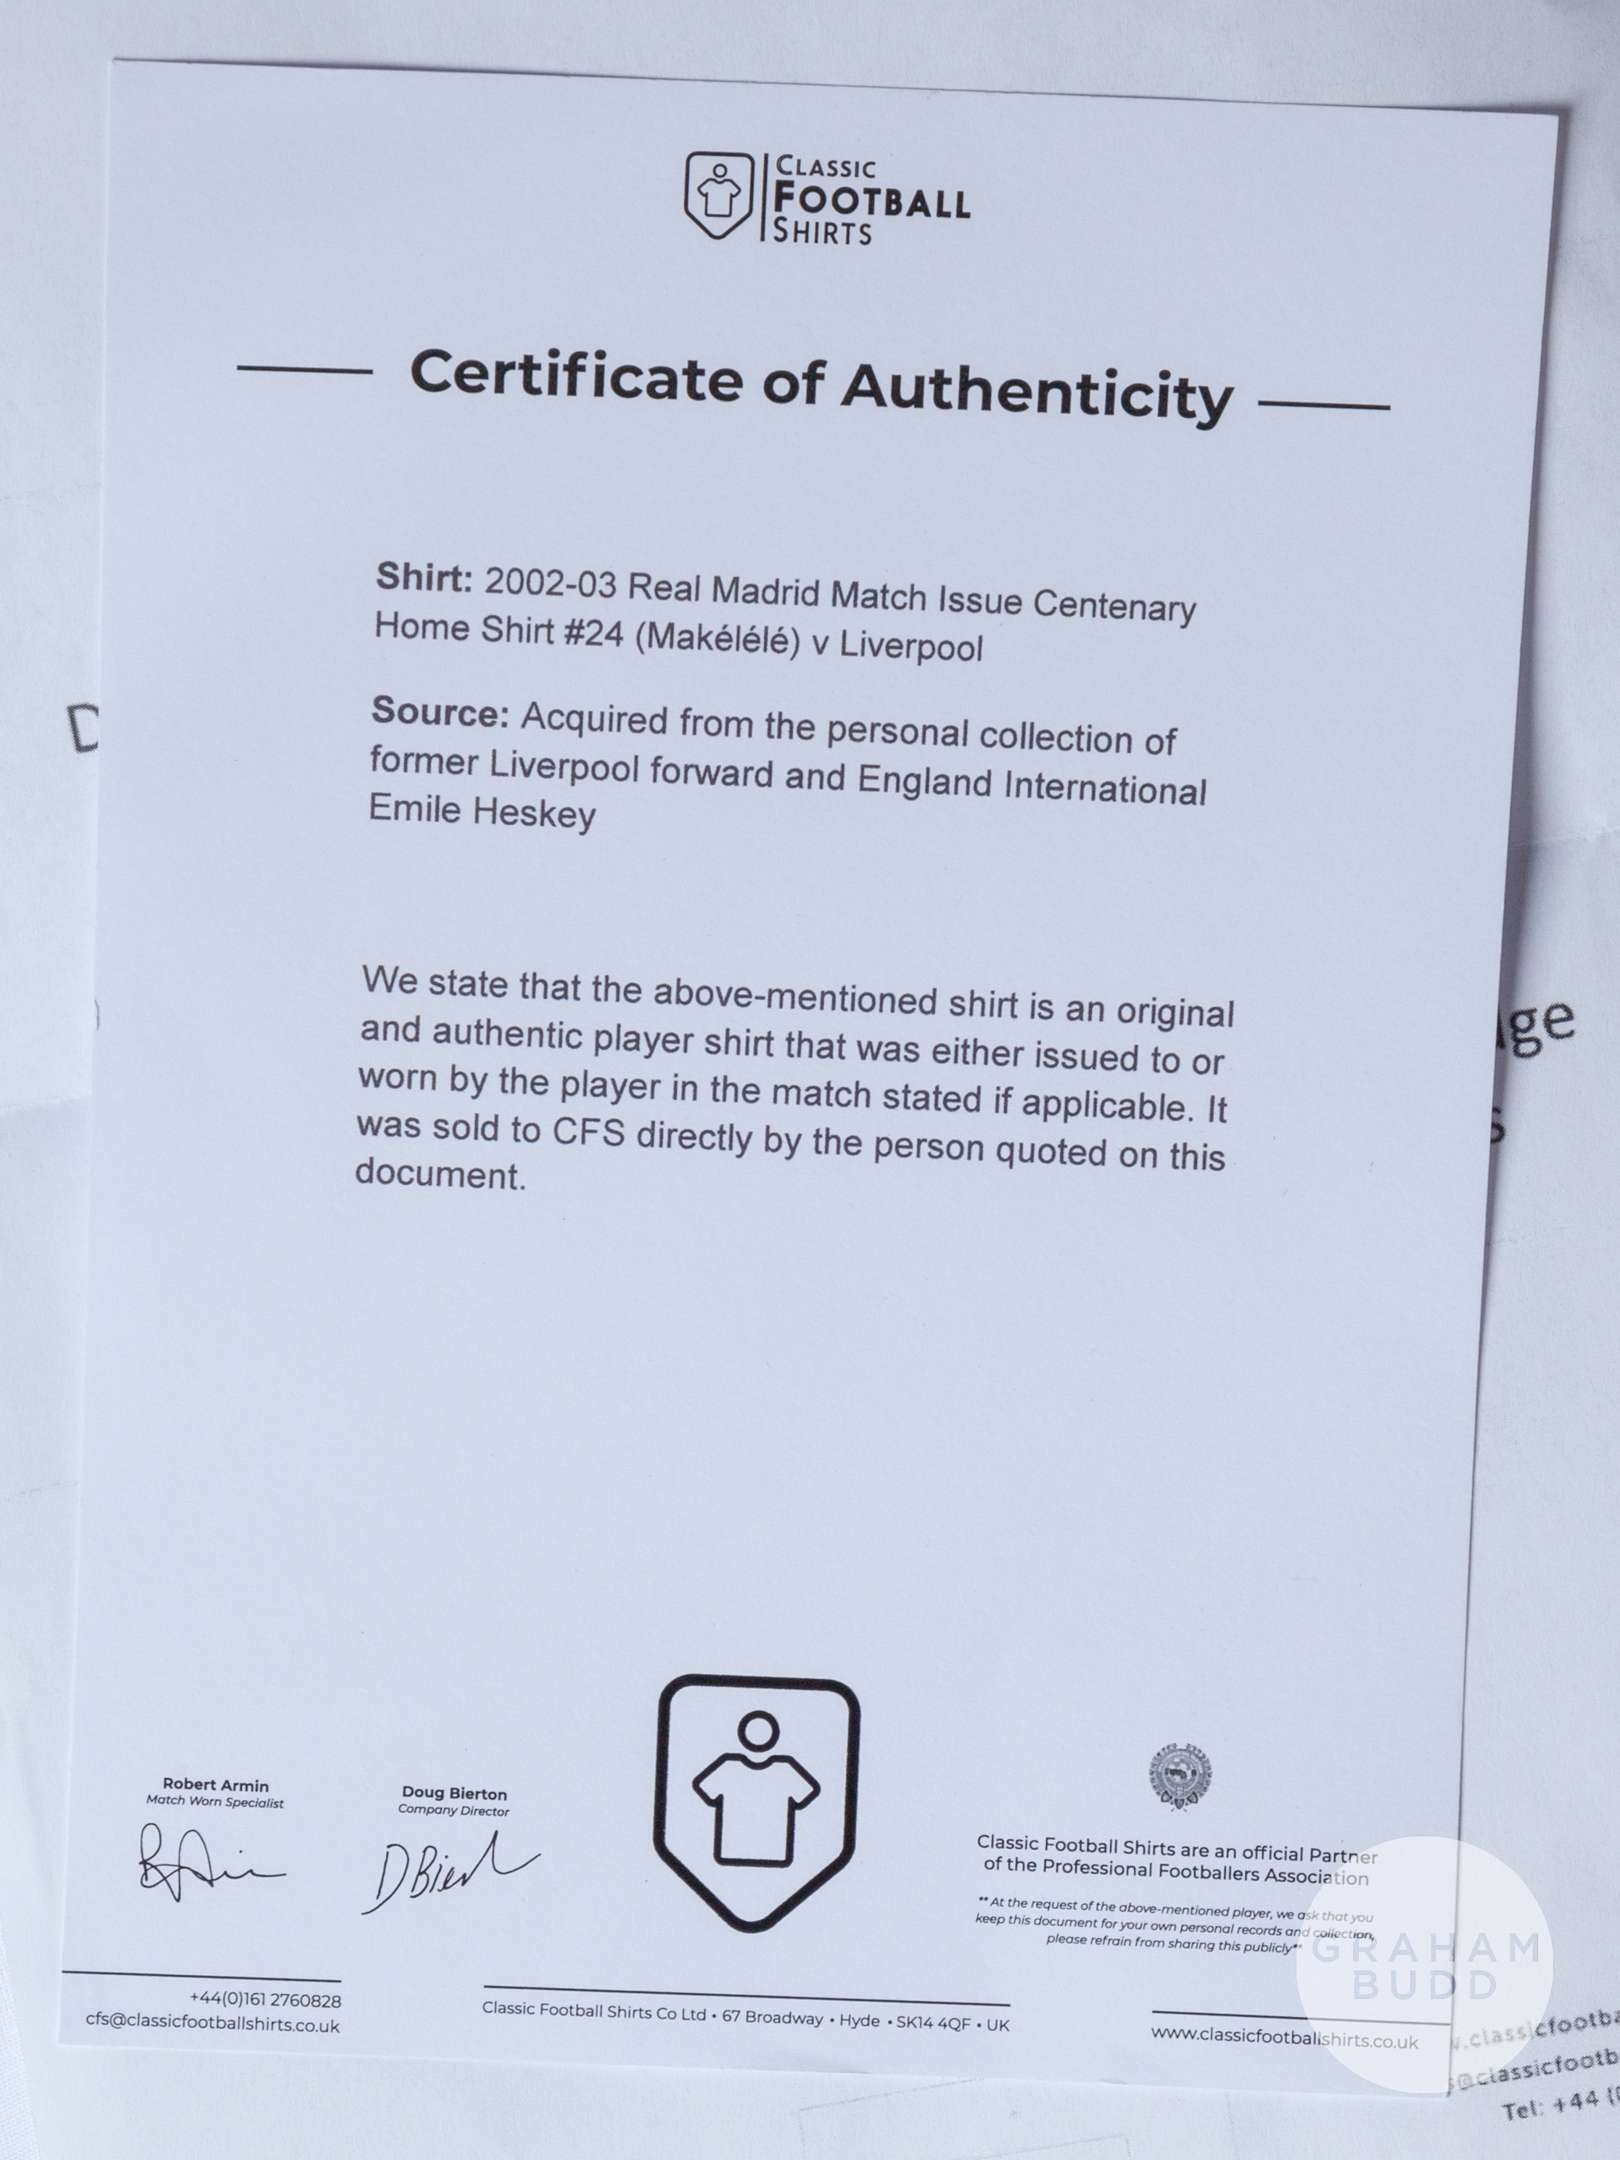 CLASSIC
FOOTBALL
SHIRTS
Certificate of Authenticity
Shirt: 2002-03 Real Madrid Match Issue Centenary
Home Shirt #24 (Makélélé) v Liverpool
Source: Acquired from the personal collection of
former Liverpool forward and England International
Emile Heskey
We state that the above-mentioned shirt is an original
and authentic player shirt that was either issued to or
worn by the player in the match stated if applicable. It
was sold to CFS directly by the person quoted on this
document.
Robert Armin
Match Worn Specialist
Doug Bierton
Company Director
D Bier
Classic Football Shirts are an official Partner
of the Professional Footballers Association
**At the request of the above-mentioned player, we ask that you
keep this document for your own personal records and collection,
please refrain from sharing this publicly**
GRAHAM
BUDD
+44(0)161 2760828
cfs@classicfootballshirts.co.uk
Classic Football Shirts Co Ltd • 67 Broadway • Hyde • SK14 4QF • UK
www.classicfootballshirts.co.uk
D
ge
s
.classicfootba
@classicfootb
Tel: +44 (